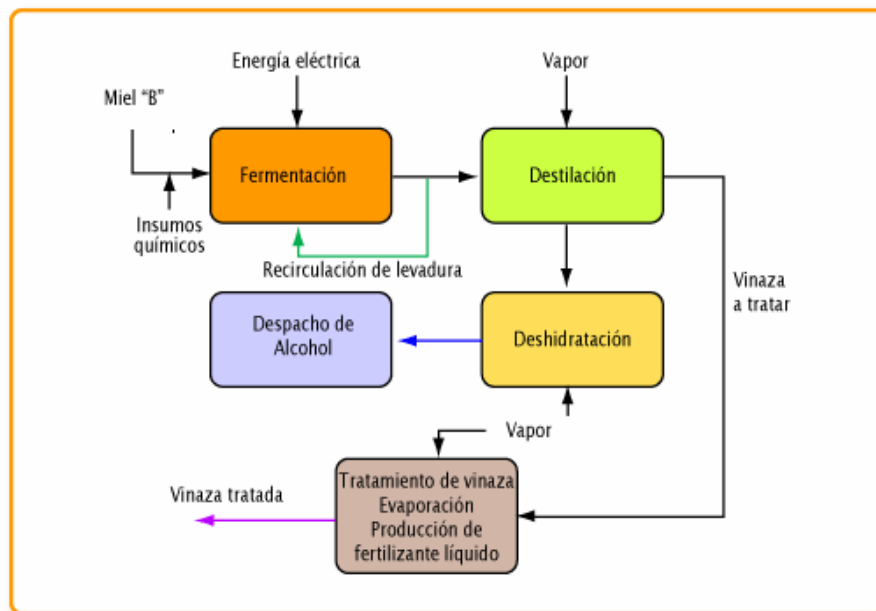 Energía eléctrica
Vapor
Miel “B”
Fermentación
Destilación
Insumos
químicos
Recirculación de levadura
Vinaza
a tratar
Despacho de
Alcohol
Deshidratación
Vapor
Vinaza tratada
Tratamiento de vinaza
Evaporación
Producción de
fertilizante líquido